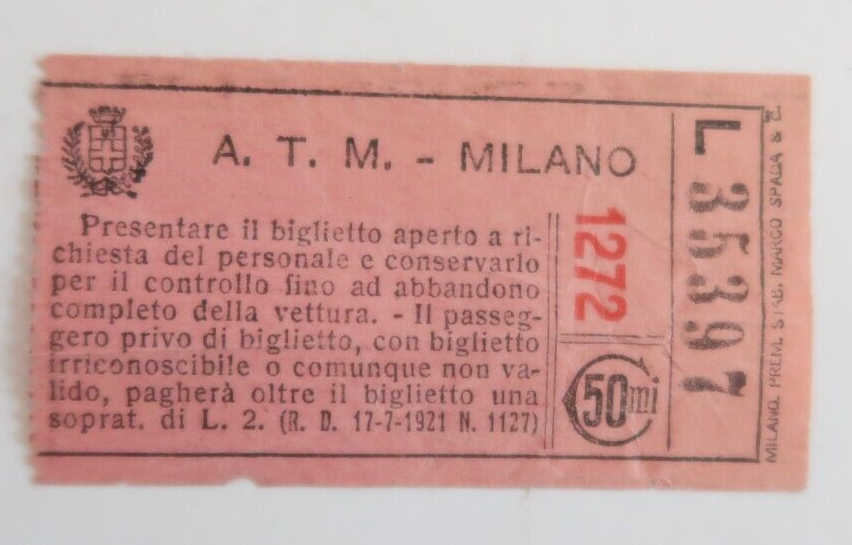 A. T. M. - MILANO
Presentare il biglietto aperto a ri-
chiesta del personale e conservarlo
per il controllo fino ad abbandono
completo della vettura. - Il passeg-
gero privo di biglietto, con biglietto
irriconoscibile o comunque non va-
lido, pagherà oltre il biglietto una
soprat. di L. 2. (R. D. 17-7-1921 N. 1127)
1272
50mi
L 35397
MILANO, PREM. STAB. MARCO SPADA & C.